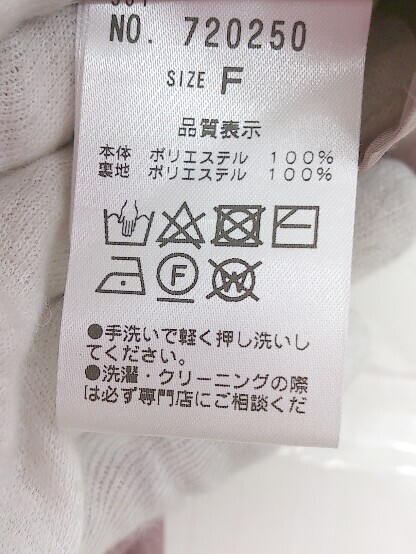 NO. 720250
SIZE F
品質表示
本体 ポリエステル 100%
裏地 ポリエステル 100%
F
W
●手洗いで軽く押し洗いし
てください。
●洗濯・クリーニングの際
は必ず専門店にご相談くだ